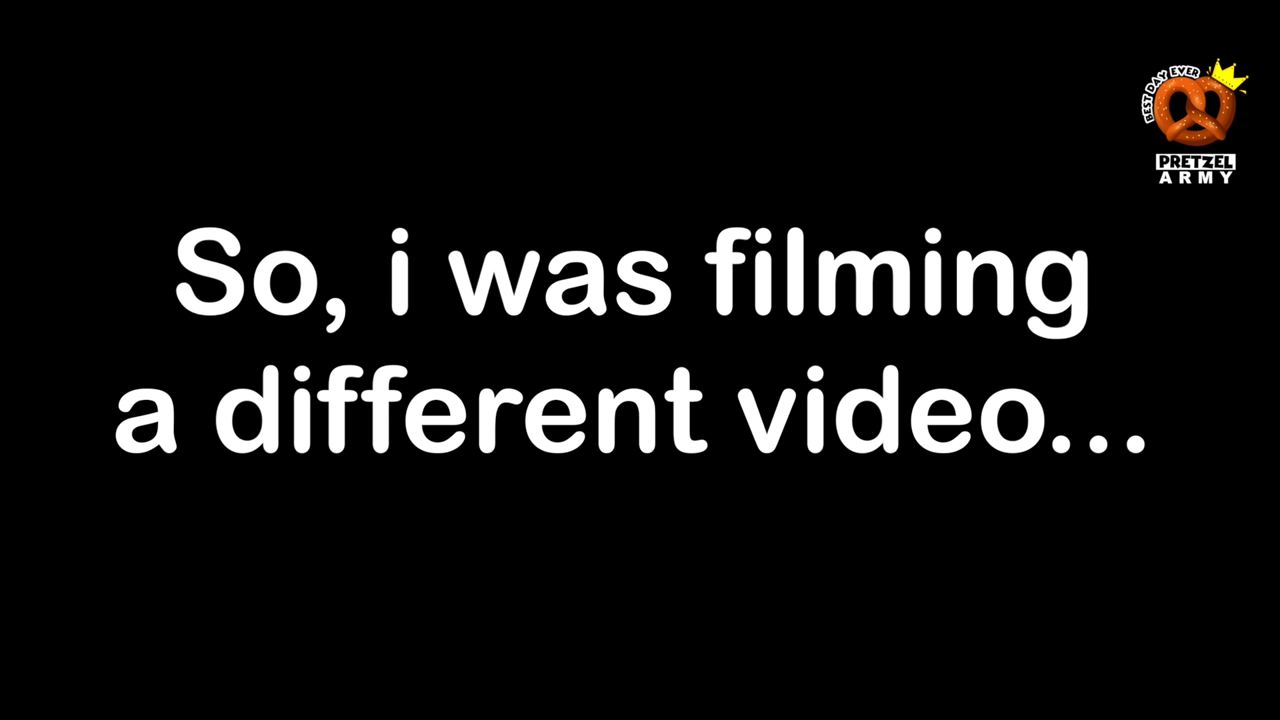 BEST DAY EVER
PRETZEL
ARMY
So, i was filming
a different video...